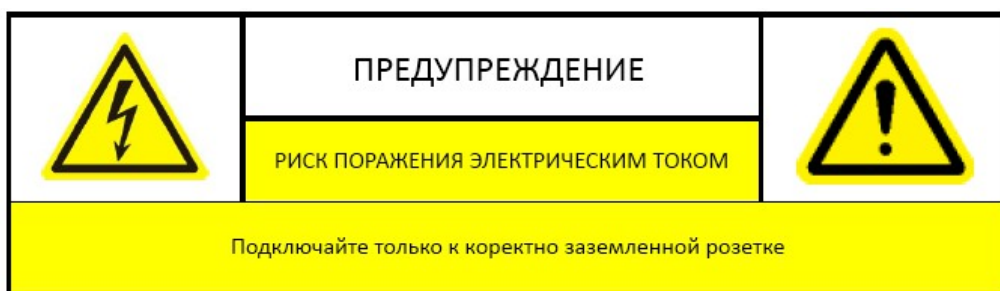 ПРЕДУПРЕЖДЕНИЕ
РИСК ПОРАЖЕНИЯ ЭЛЕКТРИЧЕСКИМ ТОКОМ
Подключайте только к коректно заземленной розетке